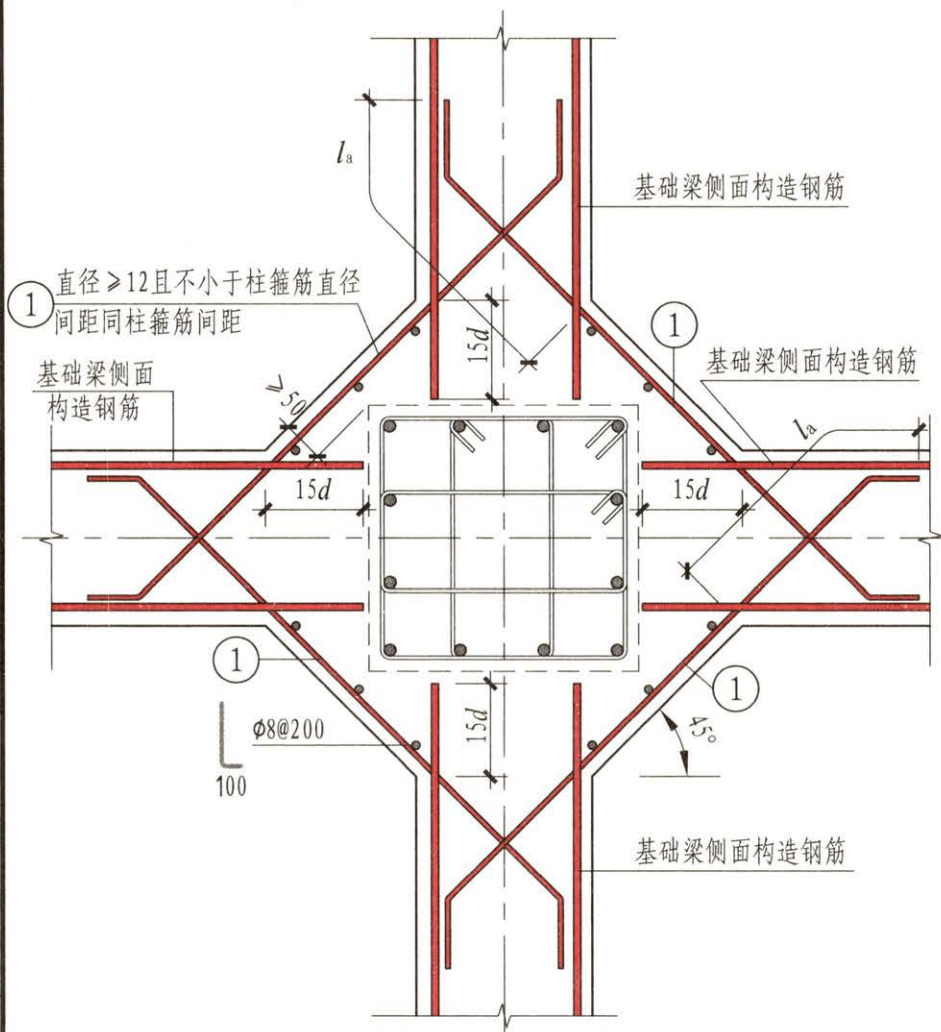 lₐ
基础梁侧面构造钢筋
① 直径≥12且不小于柱箍筋直径
间距同柱箍筋间距
15d
①
基础梁侧面构造钢筋
基础梁侧面
构造钢筋
≥50
lₐ
15d
15d
①
①
15d
45°
φ8@200
100
基础梁侧面构造钢筋